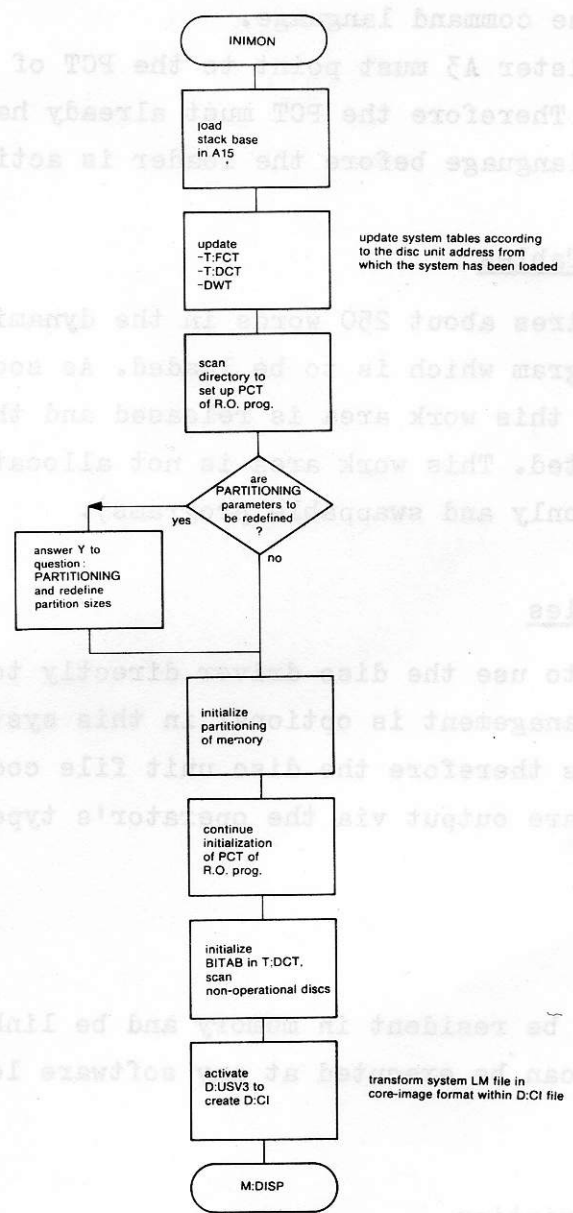 INIMON
load
stack base
in A15
update
-T:FCT
-T:DCT
-DWT
update system tables according
to the disc unit address from
which the system has been loaded
scan
directory to
set up PCT
of R.O. prog.
are
PARTITIONING
parameters to
be redefined
?
yes
no
answer Y to
question:
PARTITIONING
and redefine
partition sizes
initialize
partitioning
of memory
continue
initialization
of PCT of
R.O. prog.
initialize
BITAB in T:DCT.
scan
non-operational discs
activate
D:USV3 to
create D:CI
transform system LM file in
core-image format within D:CI file
M:DISP